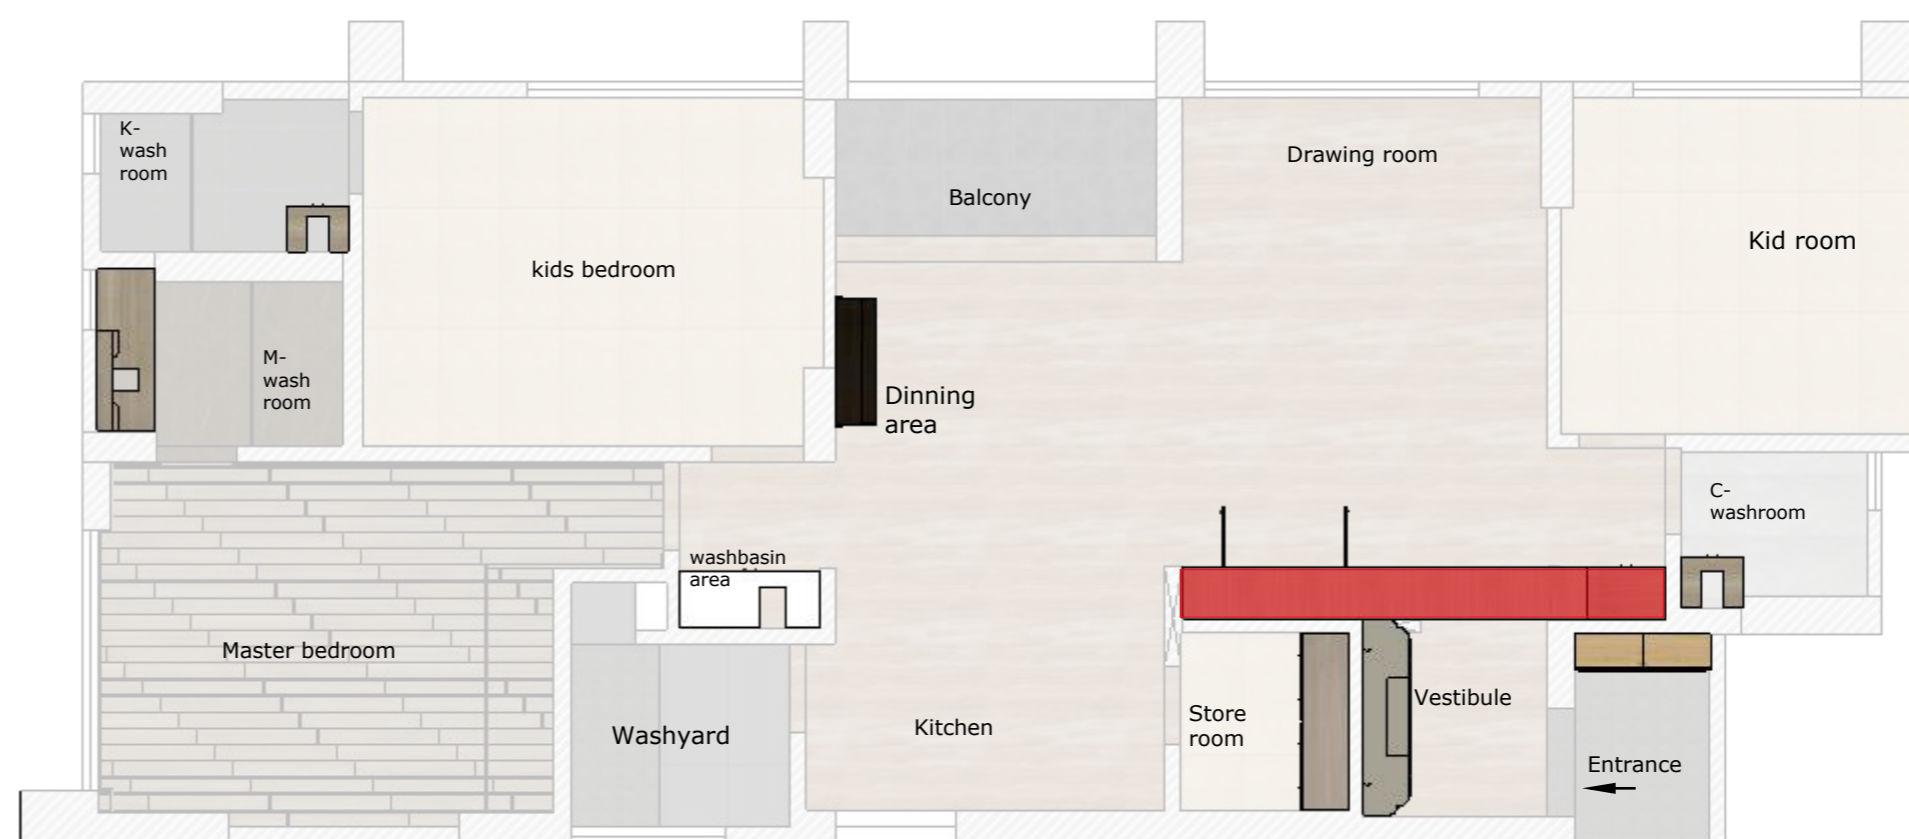 K-
wash
room
Drawing room
Balcony
Kid room
kids bedroom
M-
wash
room
Dinning
area
C-
washroom
washbasin
area
Master bedroom
Washyard
Kitchen
Store
room
Vestibule
Entrance